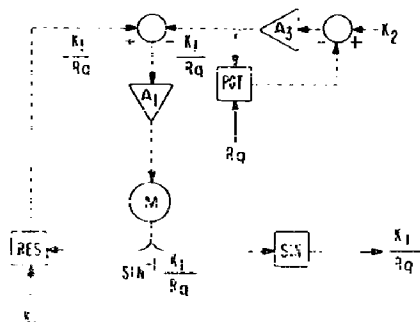 + -
K₁/Rq
K₁/Rq
A₃
- +
K₂
POT
A₁
Rq
M
RES
SIN⁻¹ K₁/Rq
SIN
K₁/Rq